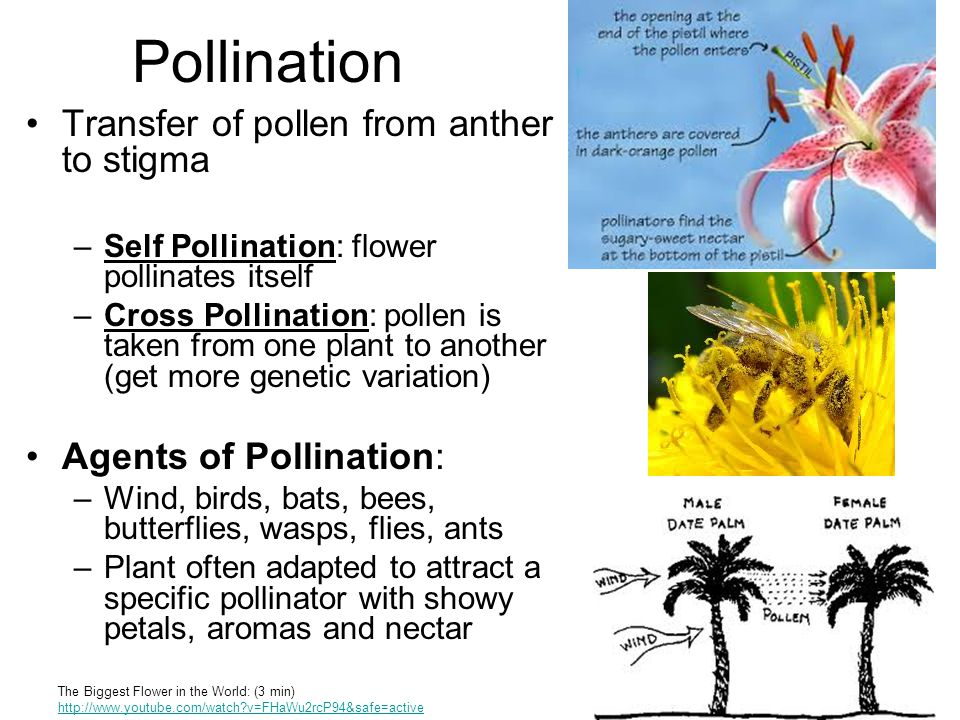 Pollination
• Transfer of pollen from anther
to stigma
– Self Pollination: flower
pollinates itself
– Cross Pollination: pollen is
taken from one plant to another
(get more genetic variation)
• Agents of Pollination:
– Wind, birds, bats, bees,
butterflies, wasps, flies, ants
– Plant often adapted to attract a
specific pollinator with showy
petals, aromas and nectar
The Biggest Flower in the World: (3 min)
http://www.youtube.com/watch?v=FHaWu2rcP94&safe=active
the opening at the
end of the pistil where
the pollen enters
PISTIL
the anthers are covered
in dark-orange pollen
pollinators find the
sugary-sweet nectar
at the bottom of the pistil
MALE
DATE PALM
FEMALE
DATE PALM
WIND
POLLEN
WIND